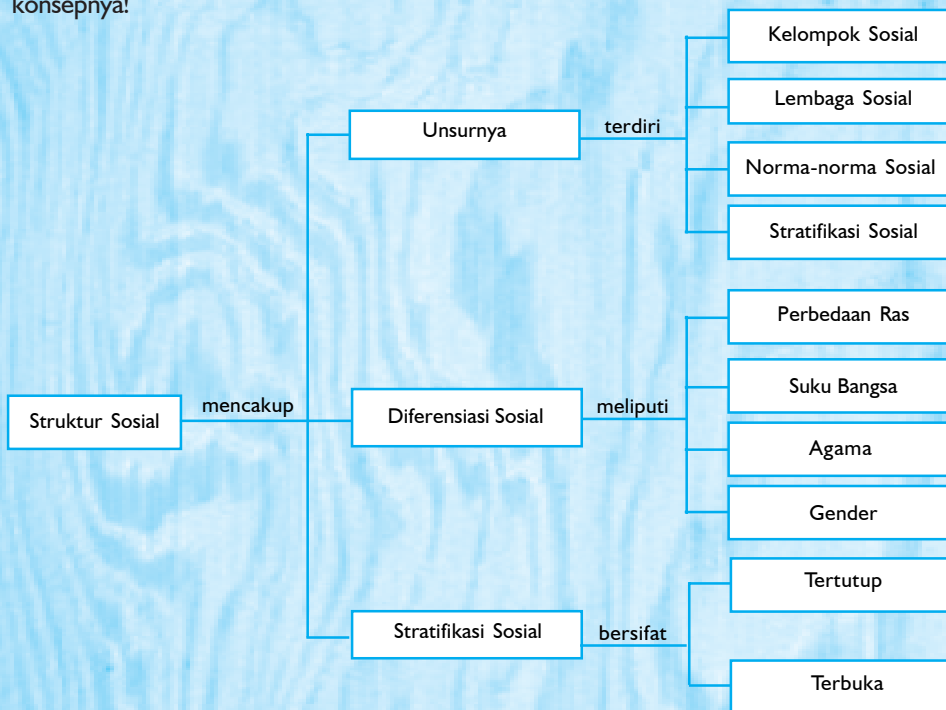 konsepnya!
Struktur Sosial
mencakup
Unsurnya
terdiri
Kelompok Sosial
Lembaga Sosial
Norma-norma Sosial
Stratifikasi Sosial
Diferensiasi Sosial
meliputi
Perbedaan Ras
Suku Bangsa
Agama
Gender
Stratifikasi Sosial
bersifat
Tertutup
Terbuka